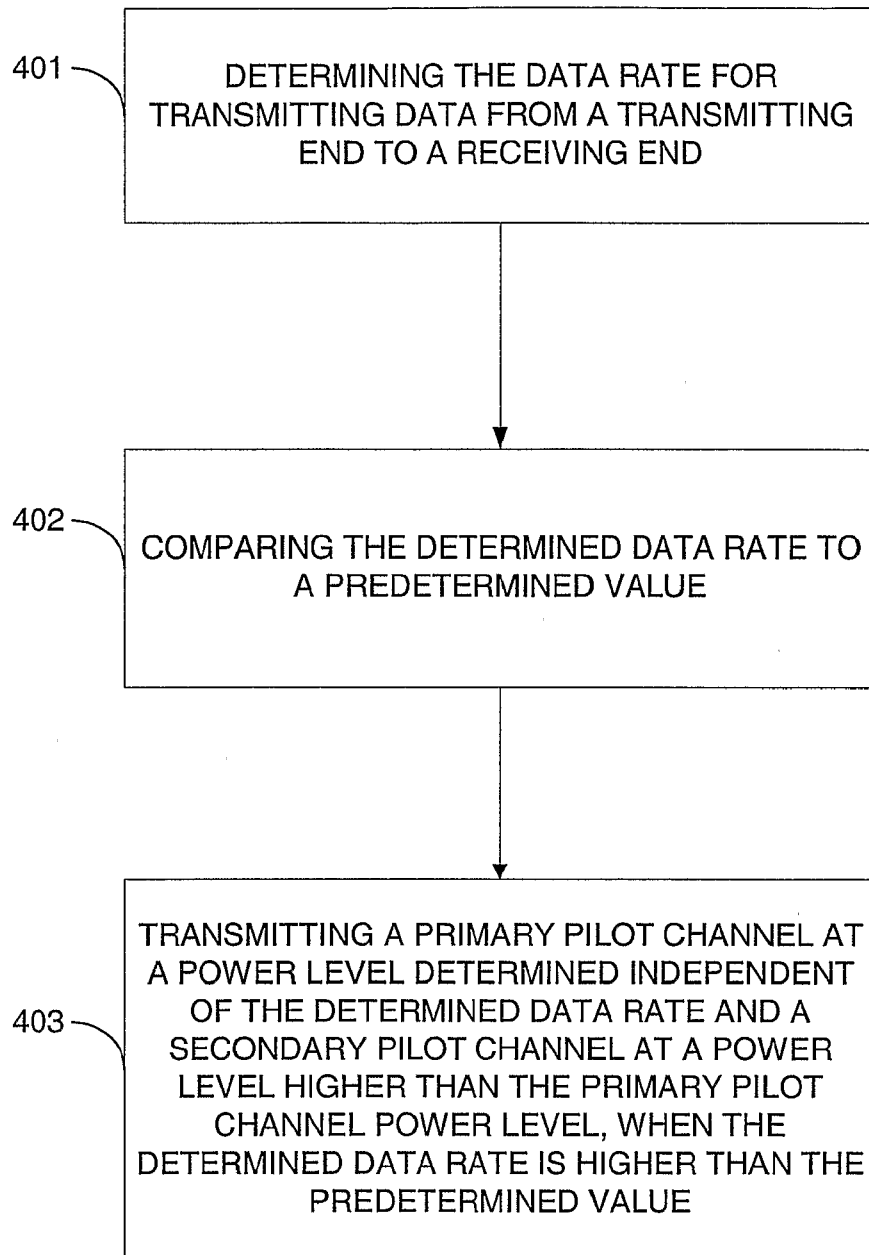 401
DETERMINING THE DATA RATE FOR
TRANSMITTING DATA FROM A TRANSMITTING
END TO A RECEIVING END
402
COMPARING THE DETERMINED DATA RATE TO
A PREDETERMINED VALUE
403
TRANSMITTING A PRIMARY PILOT CHANNEL AT
A POWER LEVEL DETERMINED INDEPENDENT
OF THE DETERMINED DATA RATE AND A
SECONDARY PILOT CHANNEL AT A POWER
LEVEL HIGHER THAN THE PRIMARY PILOT
CHANNEL POWER LEVEL, WHEN THE
DETERMINED DATA RATE IS HIGHER THAN THE
PREDETERMINED VALUE